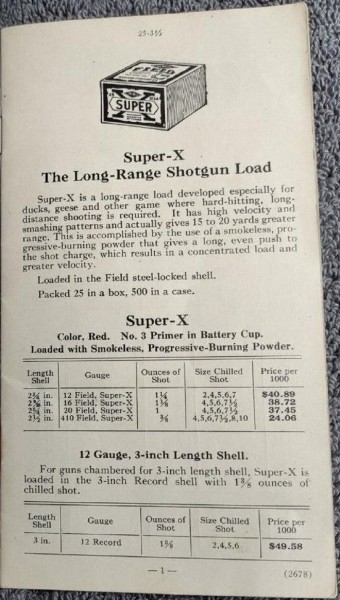 25-3½
SUPER
Super-X
The Long-Range Shotgun Load
Super-X is a long-range load developed especially for
ducks, geese and other game where hard-hitting, long-
distance shooting is required. It has high velocity and
smashing patterns and actually gives 15 to 20 yards greater
range. This is accomplished by the use of a smokeless, pro-
gressive-burning powder that gives a long, even push to
the shot charge, which results in a concentrated load and
greater velocity.
Loaded in the Field steel-locked shell.
Packed 25 in a box, 500 in a case.
Super-X
Color, Red. No. 3 Primer in Battery Cup.
Loaded with Smokeless, Progressive-Burning Powder.
Length Shell Gauge Ounces of Shot Size Chilled Shot Price per 1000
2¾ in. 12 Field, Super-X 1¼ 2,4,5,6,7 $40.89
in. 16 Field, Super-X 1⅛ 4,5,6,7½ 38.72
2¾ in. 20 Field, Super-X 1 4,5,6,7½ 37.45
2½ in. 410 Field, Super-X ⅜ 4,5,6,7½,8,10 24.06
12 Gauge, 3-inch Length Shell.
For guns chambered for 3-inch length shell, Super-X is
loaded in the 3-inch Record shell with 1⅜ ounces of
chilled shot.
Length Shell Gauge Ounces of Shot Size Chilled Shot Price per 1000
3 in. 12 Record 1⅜ 2,4,5,6 $49.58
— 1 —
(2678)